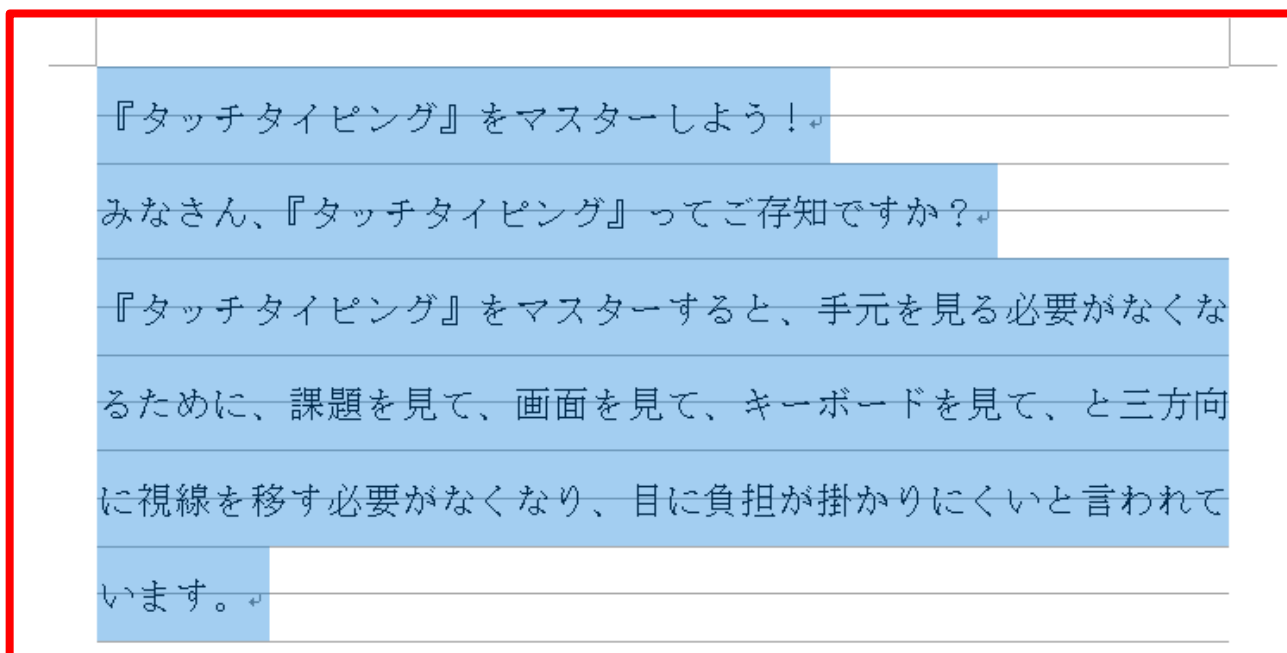 『タッチタイピング』をマスターしよう！
みなさん、『タッチタイピング』ってご存知ですか？
『タッチタイピング』をマスターすると、手元を見る必要がなくな
るために、課題を見て、画面を見て、キーボードを見て、と三方向
に視線を移す必要がなくなり、目に負担が掛かりにくいと言われて
います。